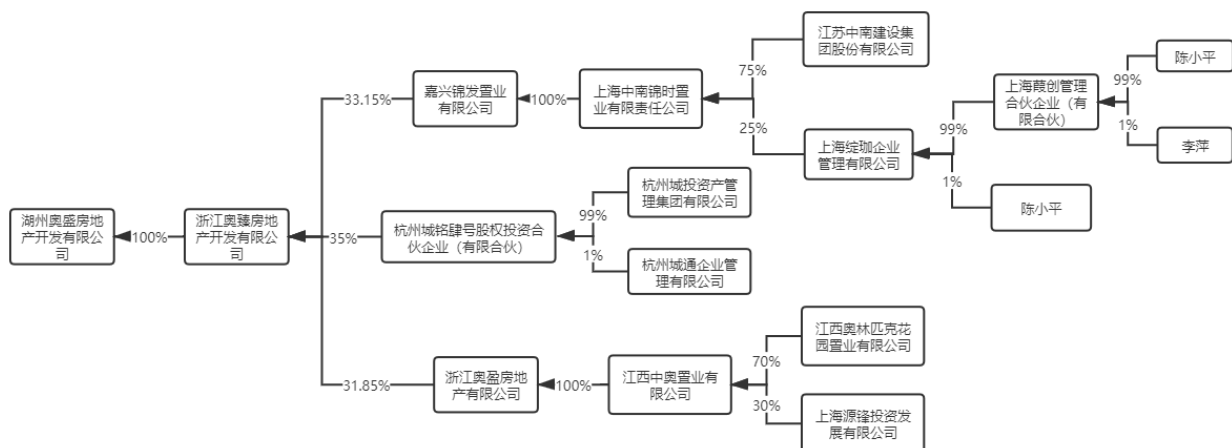 江苏中南建设集
团股份有限公司
陈小平
75%
99%
上海葭创管理
合伙企业（有
限合伙）
嘉兴锦发置业
有限公司
上海中南锦时置
业有限责任公司
33.15%
100%
1%
25%
99%
李萍
上海绽珈企业
管理有限公司
1%
杭州城投资产管
理集团有限公司
陈小平
湖州奥盛房地
产开发有限公
司
浙江奥臻房地
产开发有限公
司
杭州城铭肆号股权投资合
伙企业（有限合伙）
99%
100%
35%
1%
杭州城通企业管
理有限公司
江西奥林匹克花
园置业有限公司
浙江奥盈房地
产有限公司
江西中奥置业有
限公司
70%
31.85%
100%
30%
上海源锋投资发
展有限公司